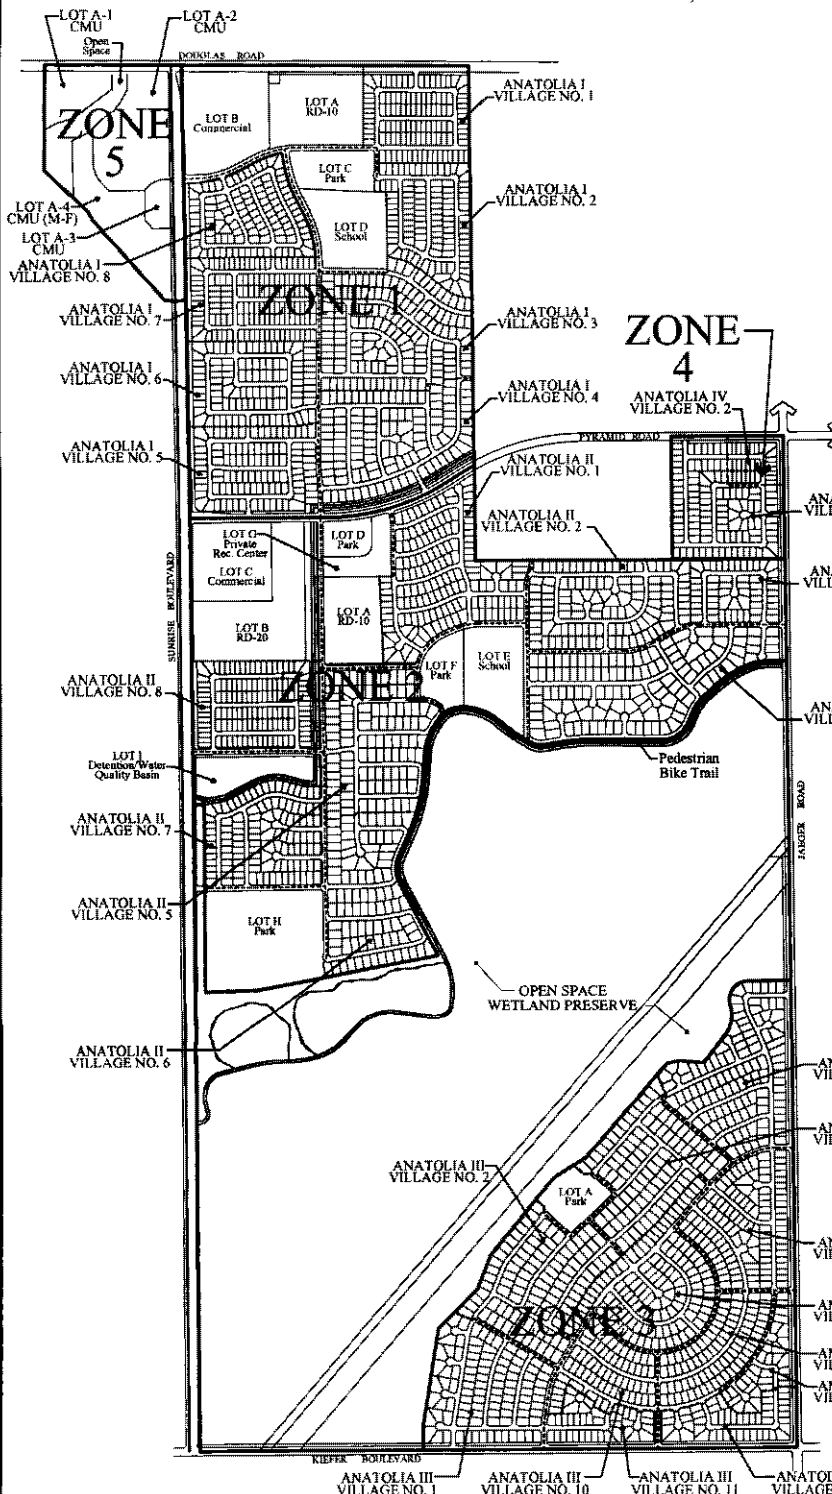 LOT A-1
CMU
LOT A-2
CMU
Open
Space
DOUGLAS ROAD
ZONE
5
LOT B
Commercial
LOT A
RD-10
ANATOLIA I
VILLAGE NO. 1
LOT C
Park
LOT A-4
CMU (M-F)
LOT A-3
CMU
LOT D
School
ANATOLIA I
VILLAGE NO. 2
ANATOLIA I
VILLAGE NO. 8
ZONE 1
ANATOLIA I
VILLAGE NO. 7
ANATOLIA I
VILLAGE NO. 3
ZONE
4
ANATOLIA I
VILLAGE NO. 6
ANATOLIA I
VILLAGE NO. 4
ANATOLIA IV
VILLAGE NO. 2
PYRAMID ROAD
ANATOLIA I
VILLAGE NO. 5
ANATOLIA II
VILLAGE NO. 1
ANATOLIA II
VILLAGE NO. 2
LOT G
Private
Rec. Center
LOT D
Park
LOT C
Commercial
SUNRISE BOULEVARD
LOT B
RD-20
LOT A
RD-10
LOT E
School
LOT F
Park
ZONE 2
ANATOLIA II
VILLAGE NO. 8
LOT I
Detention/Water
Quality Basin
Pedestrian
Bike Trail
JAEGER ROAD
ANATOLIA II
VILLAGE NO. 7
ANATOLIA II
VILLAGE NO. 5
LOT H
Park
OPEN SPACE
WETLAND PRESERVE
ANATOLIA II
VILLAGE NO. 6
ANATOLIA III
VILLAGE NO. 2
LOT A
Park
ZONE 3
KIEFER BOULEVARD
ANATOLIA III
VILLAGE NO. 1
ANATOLIA III
VILLAGE NO. 10
ANATOLIA III
VILLAGE NO. 11